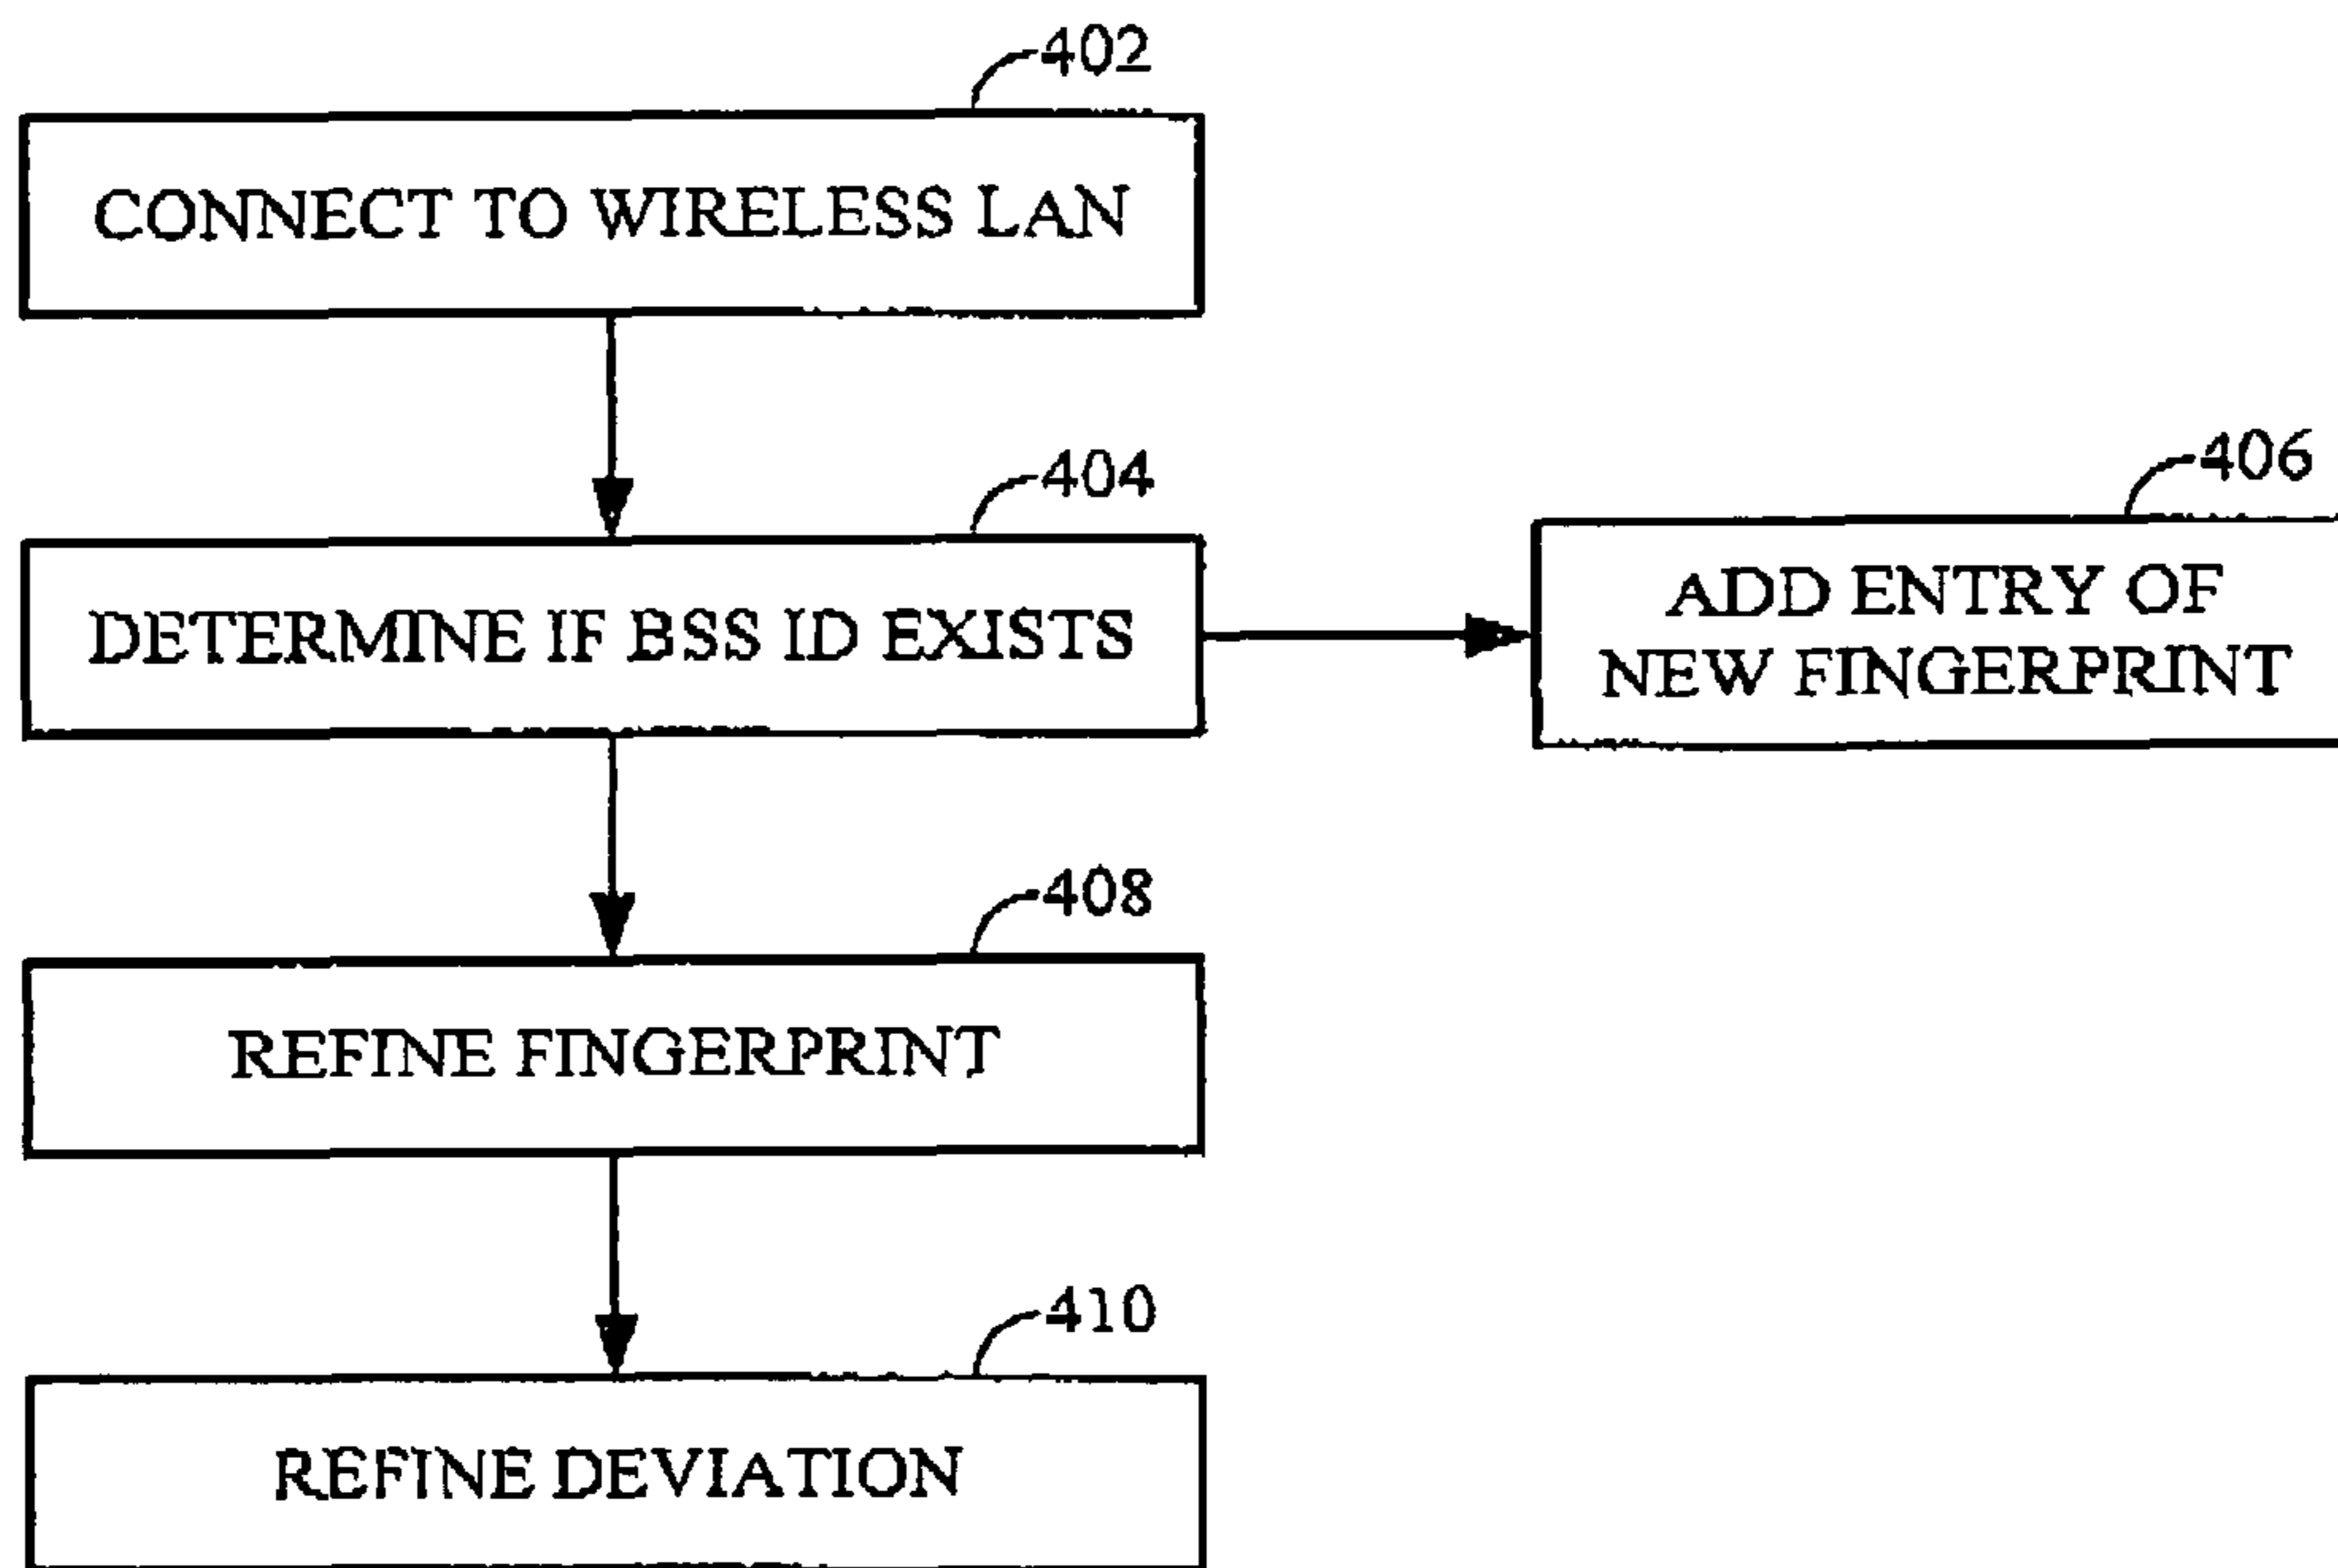 402
CONNECT TO WIRELESS LAN
404
DETERMINE IF BSS ID EXISTS
406
ADD ENTRY OF
NEW FINGERPRINT
408
REFINE FINGERPRINT
410
REFINE DEVIATION